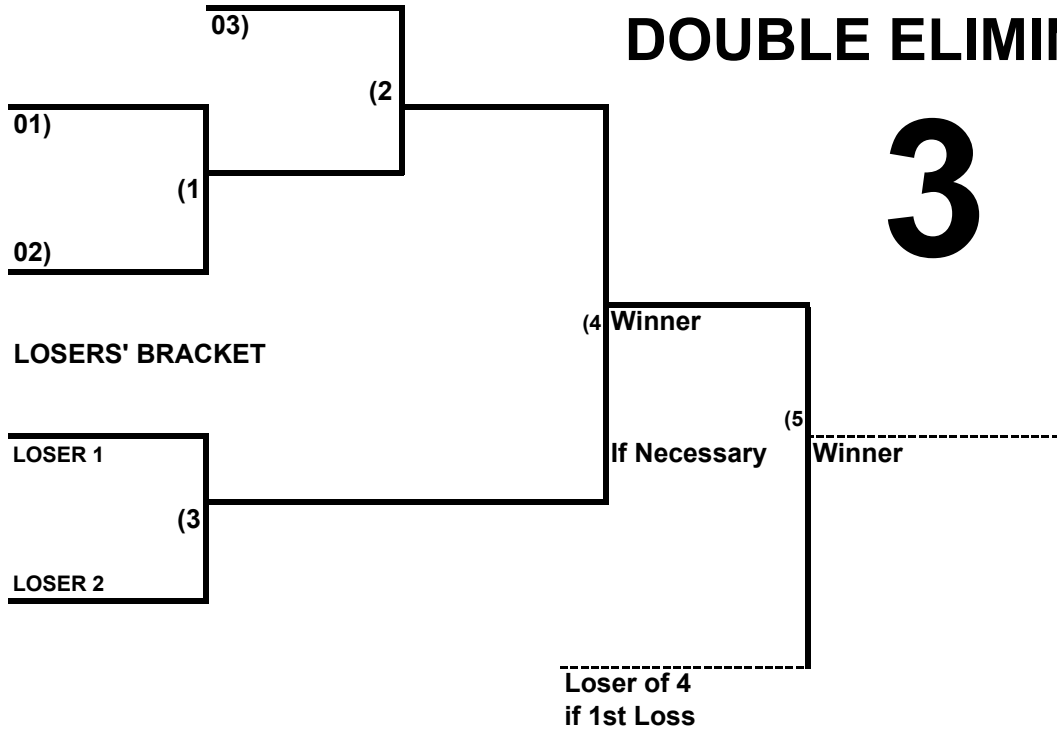 03)
DOUBLE ELIMI
(2
01)
3
(1
02)
(4 Winner
LOSERS' BRACKET
(5
LOSER 1
If Necessary
Winner
(3
LOSER 2
Loser of 4
if 1st Loss